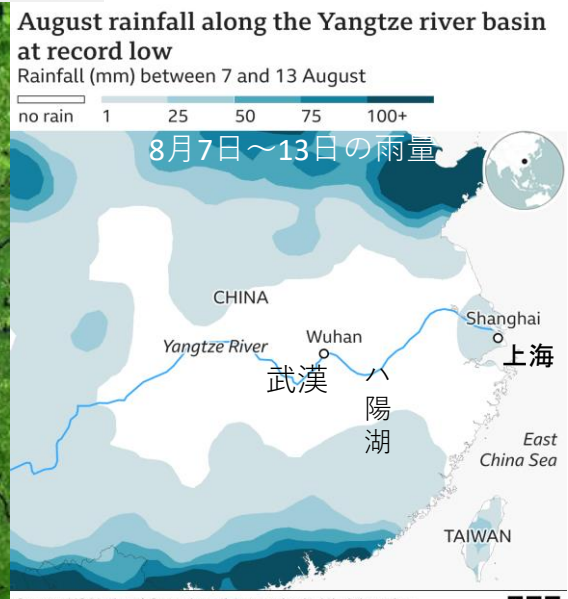 August rainfall along the Yangtze river basin
at record low
Rainfall (mm) between 7 and 13 August
no rain 1 25 50 75 100+
8月7日~13日の雨量
CHINA
Shanghai
上海
Yangtze River
Wuhan
武漢
ハ
陽
湖
East
China Sea
TAIWAN